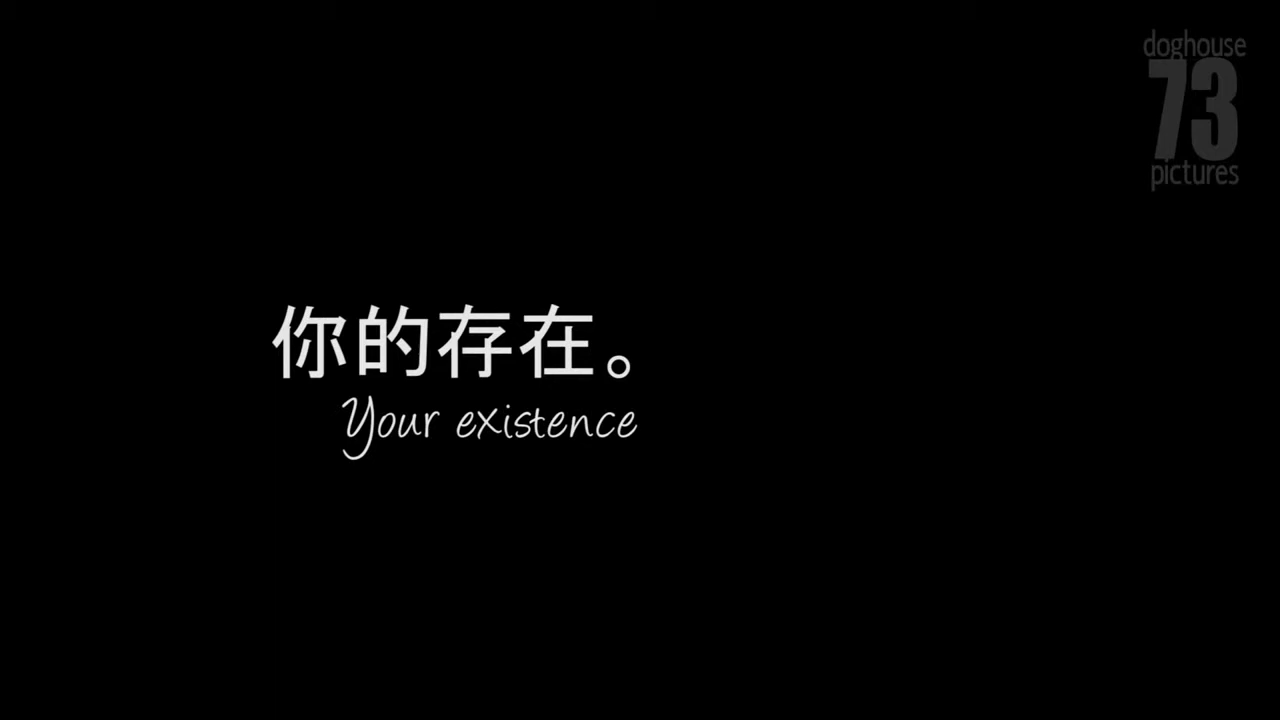 doghouse
73
pictures
你的存在。
Your existence